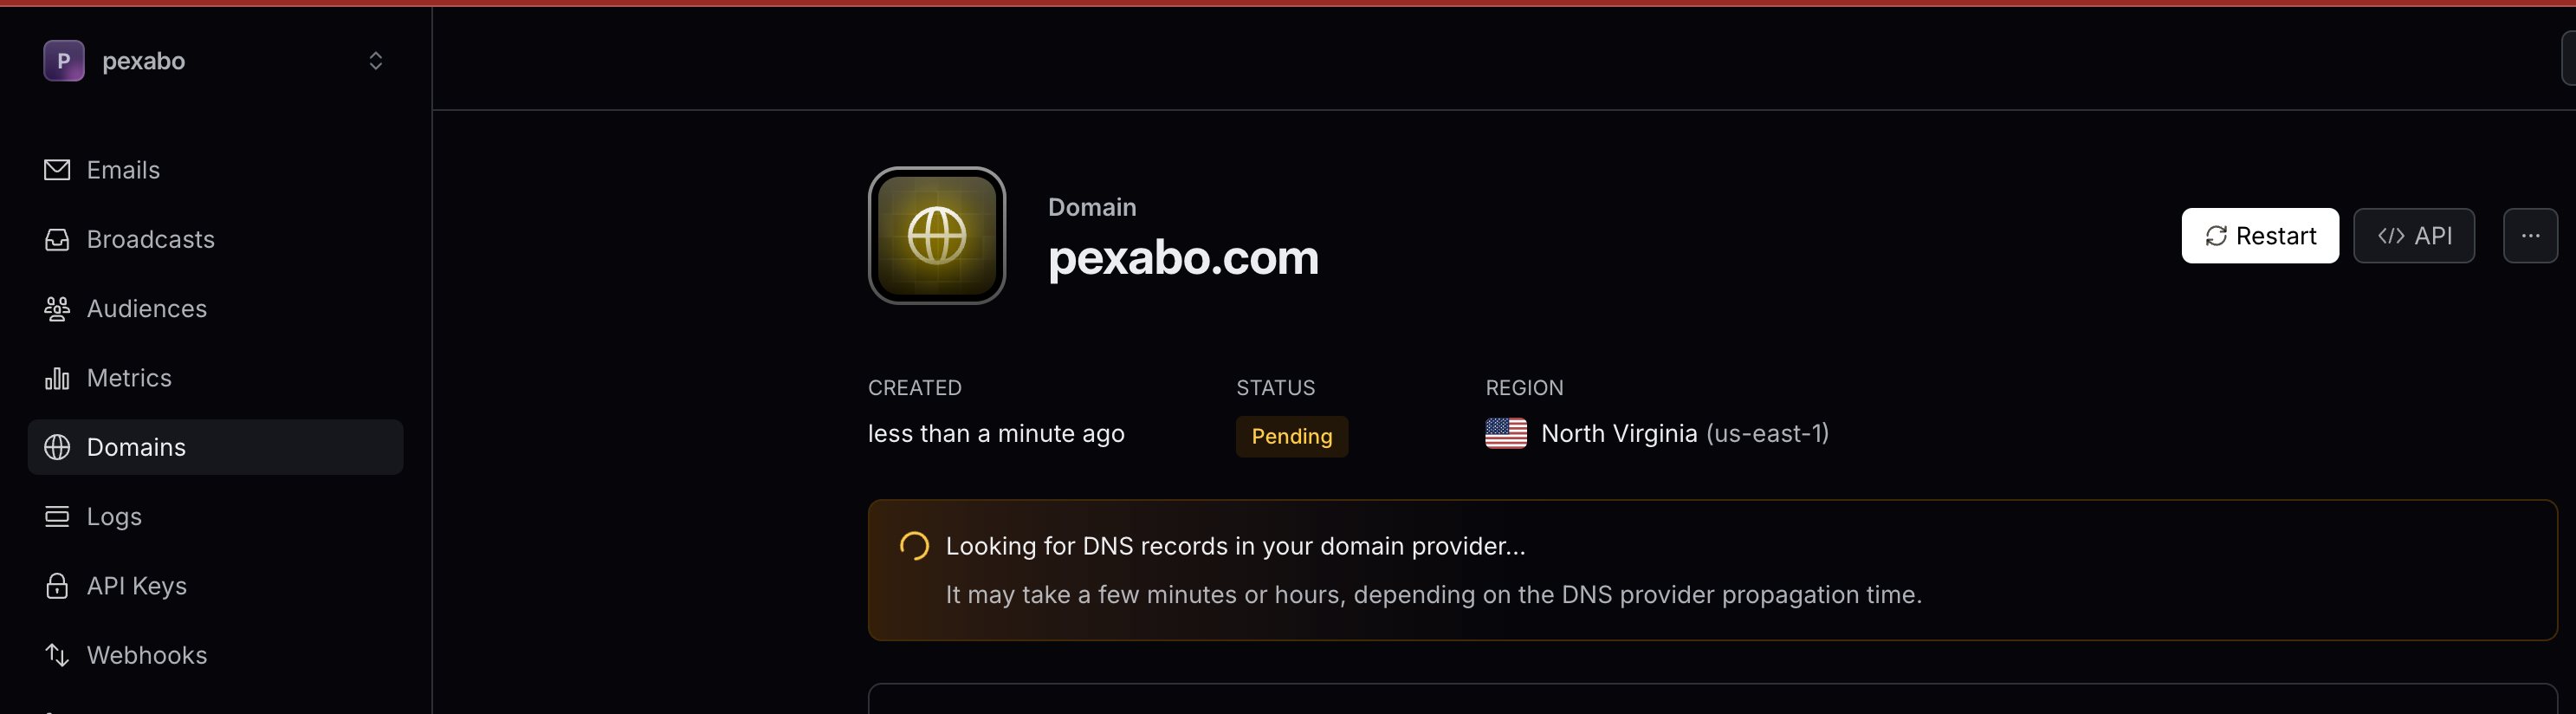 P pexabo
Emails
Broadcasts
Audiences
Metrics
Domains
Logs
API Keys
Webhooks
Domain
pexabo.com
Restart
API
CREATED
less than a minute ago
STATUS
Pending
REGION
North Virginia (us-east-1)
Looking for DNS records in your domain provider...
It may take a few minutes or hours, depending on the DNS provider propagation time.